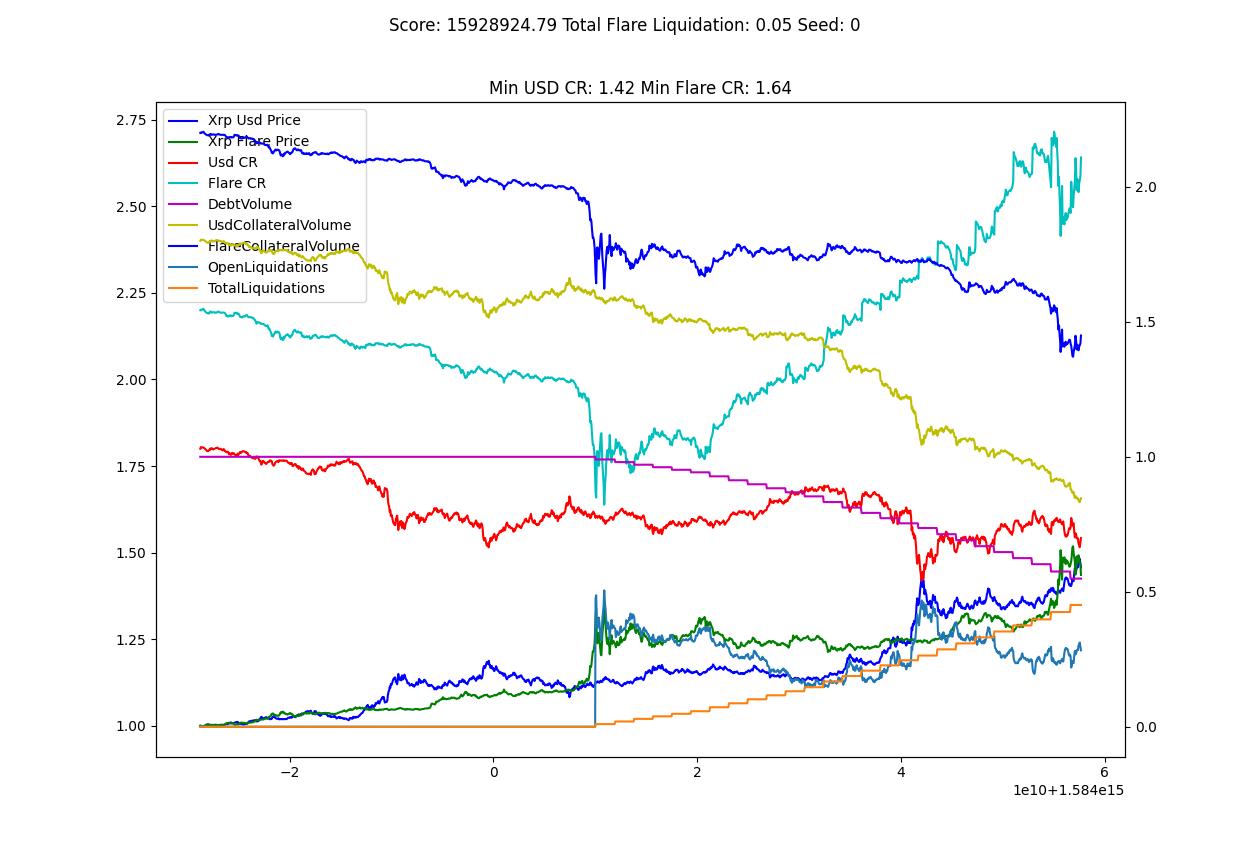 Score: 15928924.79 Total Flare Liquidation: 0.05 Seed: 0
Min USD CR: 1.42 Min Flare CR: 1.64
Xrp Usd Price
Xrp Flare Price
Usd CR
Flare CR
DebtVolume
UsdCollateralVolume
FlareCollateralVolume
OpenLiquidations
TotalLiquidations
2.75
2.50
2.25
2.00
1.75
1.50
1.25
1.00
2.0
1.5
1.0
0.5
0.0
−2
0
2
4
6
1e10+1.584e15